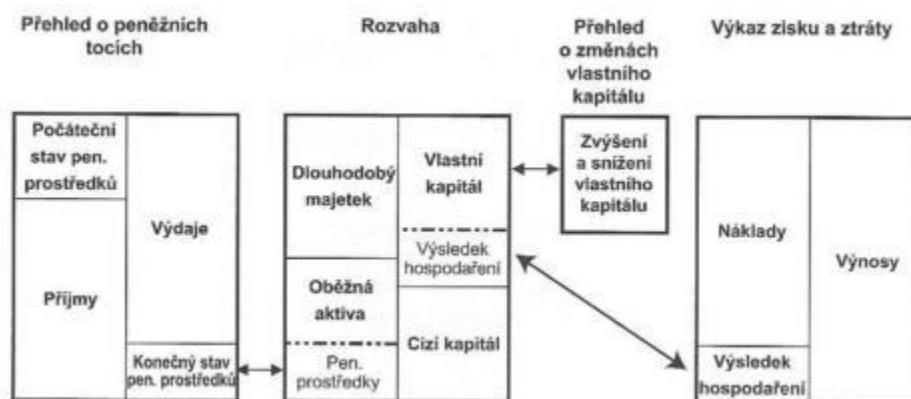 Přehled o peněžních
tocích
Počáteční
stav pen.
prostředků
Příjmy
Výdaje
Konečný stav
pen. prostředků
Rozvaha
Dlouhodobý
majetek
Oběžná
aktiva
Pen.
prostředky
Vlastní
kapitál
Výsledek
hospodaření
Cizí kapitál
Přehled
o změnách
vlastního
kapitálu
Zvýšení
a snížení
vlastního
kapitálu
Výkaz zisku a ztráty
Náklady
Výsledek
hospodaření
Výnosy